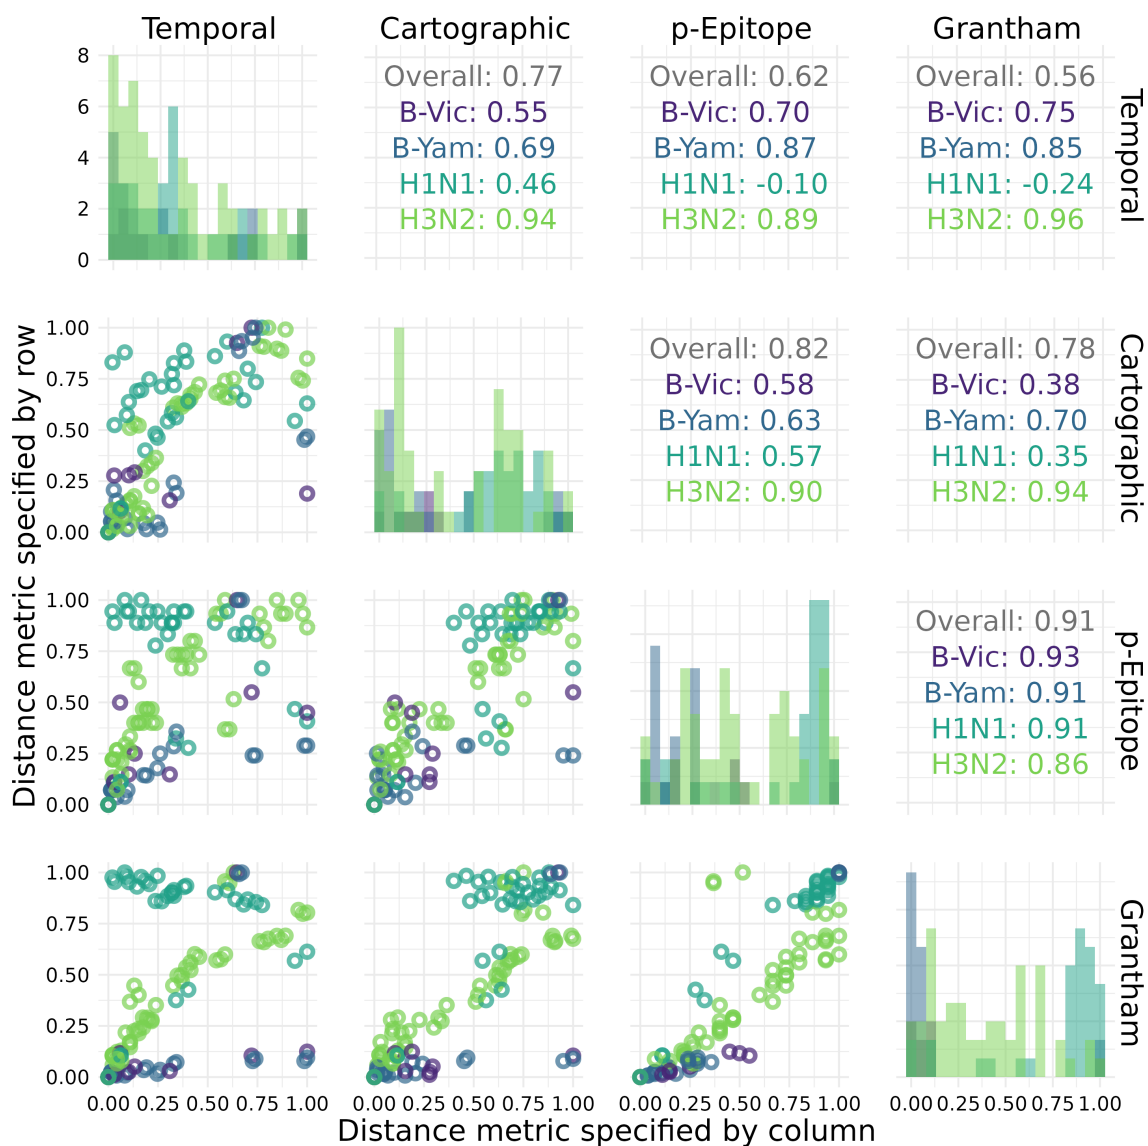 Temporal
Cartographic
p-Epitope
Grantham
8
6
4
2
0
Overall: 0.77
B-Vic: 0.55
B-Yam: 0.69
H1N1: 0.46
H3N2: 0.94
Overall: 0.62
B-Vic: 0.70
B-Yam: 0.87
H1N1: -0.10
H3N2: 0.89
Overall: 0.56
B-Vic: 0.75
B-Yam: 0.85
H1N1: -0.24
H3N2: 0.96
Temporal
Distance metric specified by row
1.00
0.75
0.50
0.25
0.00
Overall: 0.82
B-Vic: 0.58
B-Yam: 0.63
H1N1: 0.57
H3N2: 0.90
Overall: 0.78
B-Vic: 0.38
B-Yam: 0.70
H1N1: 0.35
H3N2: 0.94
Cartographic
1.00
0.75
0.50
0.25
0.00
Overall: 0.91
B-Vic: 0.93
B-Yam: 0.91
H1N1: 0.91
H3N2: 0.86
p-Epitope
1.00
0.75
0.50
0.25
0.00
Grantham
0.00 0.25 0.50 0.75 1.00
0.00 0.25 0.50 0.75 1.00
0.00 0.25 0.50 0.75 1.00
0.00 0.25 0.50 0.75 1.00
Distance metric specified by column